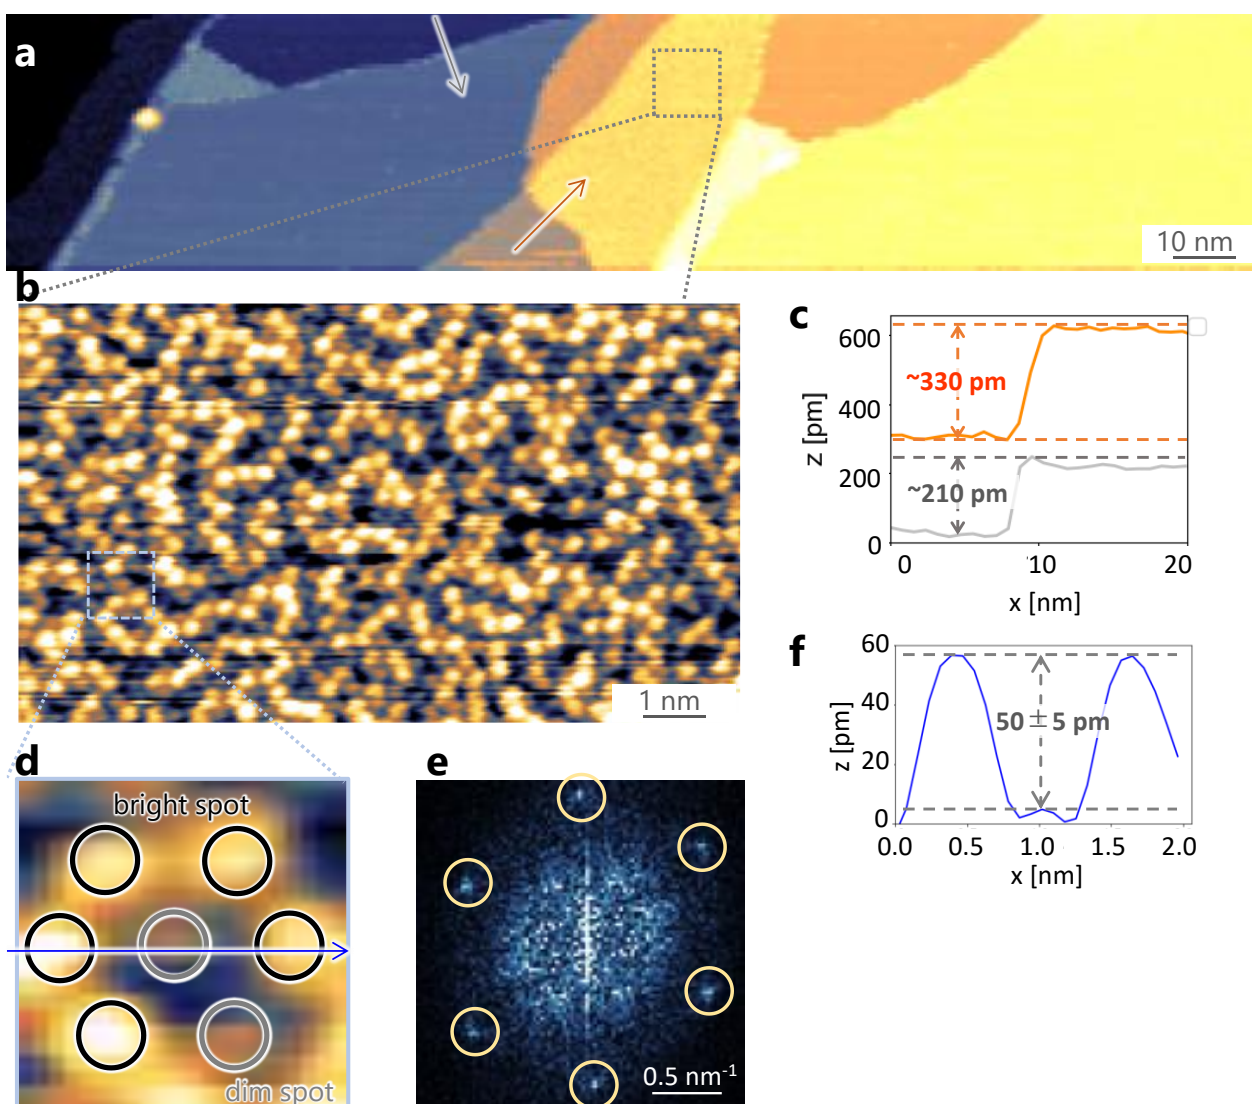 a
10 nm
b
1 nm
c
z [pm]
600
400
200
0
~330 pm
~210 pm
0 10 20
x [nm]
d
bright spot
dim spot
e
0.5 nm⁻¹
f
z [pm]
60
40
20
0
50 ± 5 pm
0.0 0.5 1.0 1.5 2.0
x [nm]